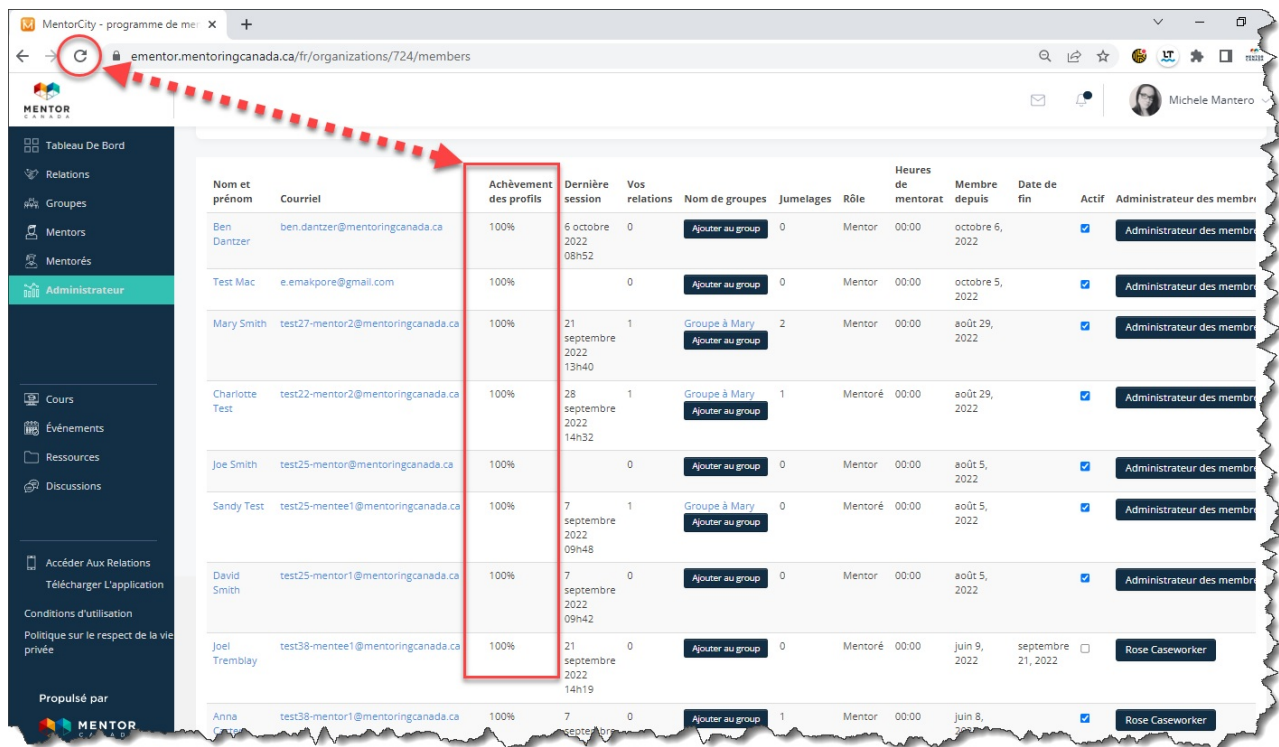 MentorCity - programme de mer
ementor.mentoringcanada.ca/fr/organizations/724/members
MENTOR
CANADA
Michele Mantero
Tableau De Bord
Relations
Groupes
Mentors
Mentorés
Administrateur
Cours
Événements
Ressources
Discussions
Accéder Aux Relations
Télécharger L'application
Conditions d'utilisation
Politique sur le respect de la vie
privée
Propulsé par
MENTOR
Nom et
prénom
Courriel
Achèvement
des profils
Dernière
session
Vos
relations
Nom de groupes
Jumelages
Rôle
Heures
de
mentorat
Membre
depuis
Date de
fin
Actif
Administrateur des membre
Ben
Dantzer
ben.dantzer@mentoringcanada.ca
100%
6 octobre
2022
08h52
0
Ajouter au group
0
Mentor
00:00
octobre 6,
2022
Administrateur des membre
Test Mac
e.emakpore@gmail.com
100%
0
Ajouter au group
0
Mentor
00:00
octobre 5,
2022
Administrateur des membre
Mary Smith
test27-mentor2@mentoringcanada.ca
100%
21
septembre
2022
13h40
1
Groupe à Mary
Ajouter au group
2
Mentor
00:00
août 29,
2022
Administrateur des membre
Charlotte
Test
test22-mentor2@mentoringcanada.ca
100%
28
septembre
2022
14h32
1
Groupe à Mary
Ajouter au group
1
Mentoré
00:00
août 29,
2022
Administrateur des membre
Joe Smith
test25-mentor@mentoringcanada.ca
100%
0
Ajouter au group
0
Mentor
00:00
août 5,
2022
Administrateur des membre
Sandy Test
test25-mentee1@mentoringcanada.ca
100%
7
septembre
2022
09h48
1
Groupe à Mary
Ajouter au group
0
Mentoré
00:00
août 5,
2022
Administrateur des membre
David
Smith
test25-mentor1@mentoringcanada.ca
100%
7
septembre
2022
09h42
0
Ajouter au group
0
Mentor
00:00
août 5,
2022
Administrateur des membre
Joel
Tremblay
test38-mentee1@mentoringcanada.ca
100%
21
septembre
2022
14h19
0
Ajouter au group
0
Mentoré
00:00
juin 9,
2022
septembre
21, 2022
Rose Caseworker
Anna
test38-mentor1@mentoringcanada.ca
100%
7
0
Ajouter au group
1
Mentor
00:00
juin 8,
Rose Caseworker